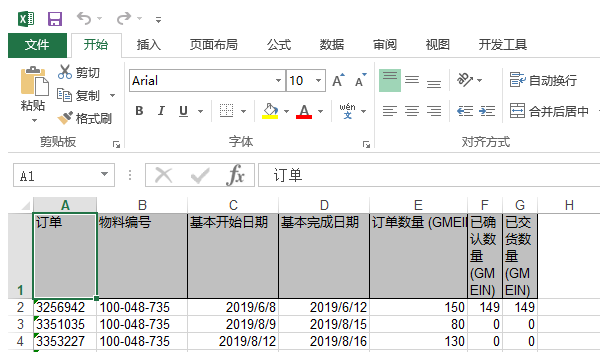 文件 开始 插入 页面布局 公式 数据 审阅 视图 开发工具
剪切
Arial 10 A A 自动换行
粘贴 复制
格式刷 B I U A wén 文 合并后居中
剪贴板 字体 对齐方式
A1 fx 订单
A B C D E F G H
1 订单 物料编号 基本开始日期 基本完成日期 订单数量 (GMEI 已确认数量(GMEIN) 已交货数量(GMEIN)
2 3256942 100-048-735 2019/6/8 2019/6/12 150 149 149
3 3351035 100-048-735 2019/8/9 2019/8/15 80 0 0
4 3353227 100-048-735 2019/8/12 2019/8/16 130 0 0